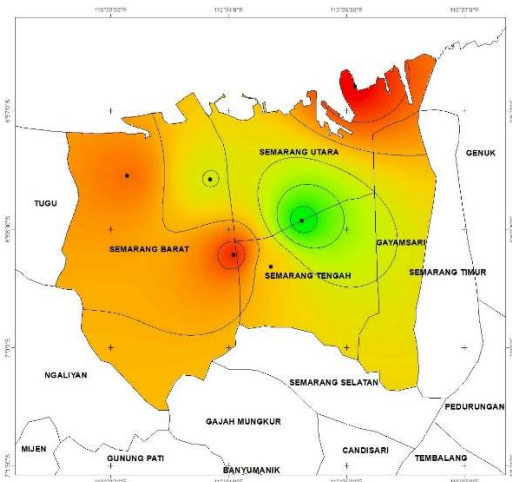 SEMARANG UTARA
GENUK
TUGU
SEMARANG BARAT
GAYAMSARI
SEMARANG TENGAH
SEMARANG TIMUR
NGALIYAN
SEMARANG SELATAN
PEDURUNGAN
GAJAH MUNGKUR
MIJEN
GUNUNG PATI
CANDISARI
TEMBALANG
BANYUMANIK